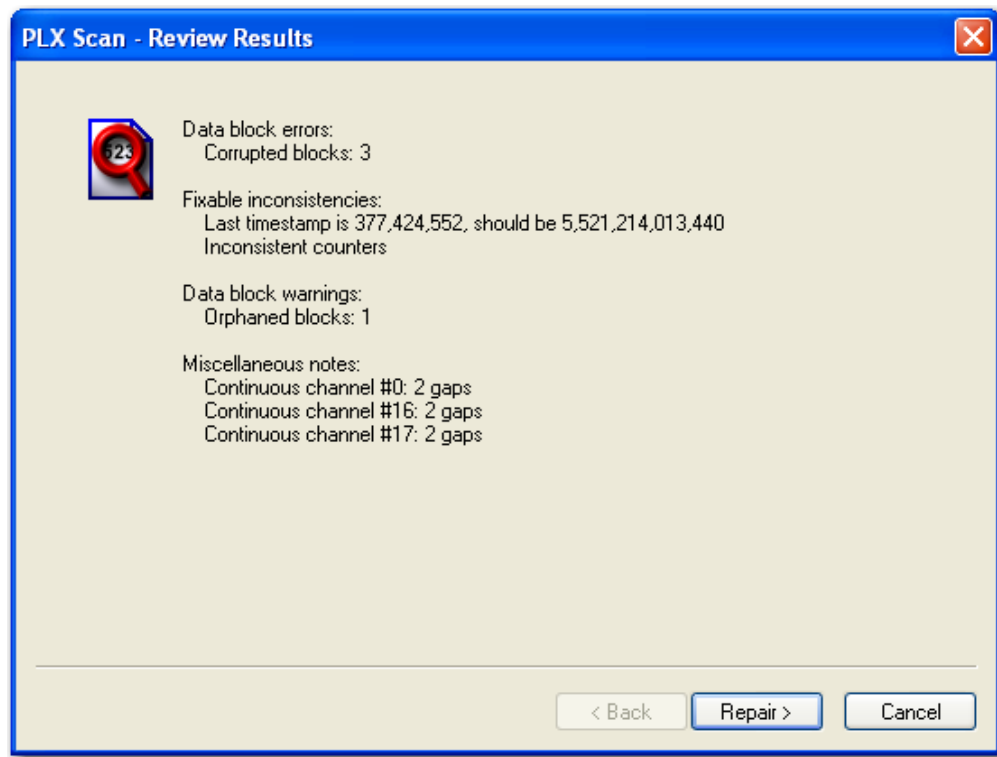 PLX Scan - Review Results
623
Data block errors:
Corrupted blocks: 3
Fixable inconsistencies:
Last timestamp is 377,424,552, should be 5,521,214,013,440
Inconsistent counters
Data block warnings:
Orphaned blocks: 1
Miscellaneous notes:
Continuous channel #0: 2 gaps
Continuous channel #16: 2 gaps
Continuous channel #17: 2 gaps
< Back Repair > Cancel